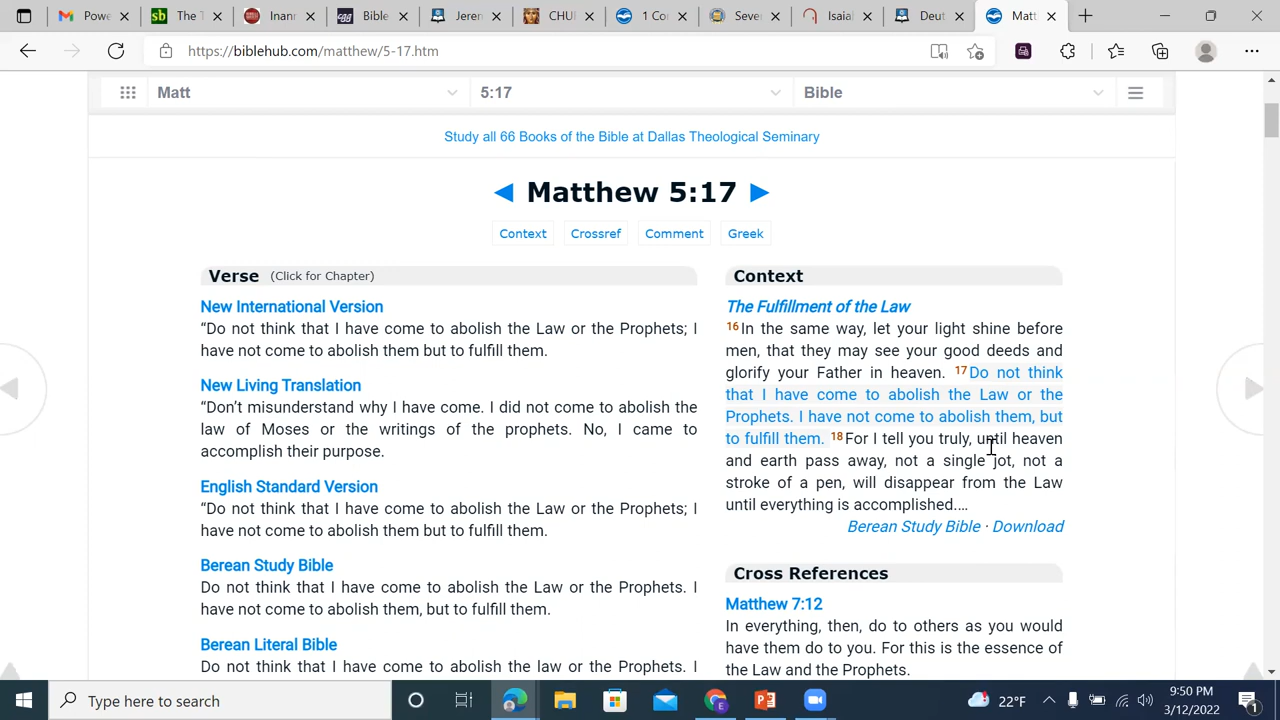 Powe
The T
Inann
egg Bible
Jeren
CHU
1 Cor
Seve
Isaial
Deut
Matt
https://biblehub.com/matthew/5-17.htm
Matt
5:17
Bible
Study all 66 Books of the Bible at Dallas Theological Seminary
◀ Matthew 5:17 ▶
Context
Crossref
Comment
Greek
Verse (Click for Chapter)
New International Version
“Do not think that I have come to abolish the Law or the Prophets; I
have not come to abolish them but to fulfill them.
New Living Translation
“Don’t misunderstand why I have come. I did not come to abolish the
law of Moses or the writings of the prophets. No, I came to
accomplish their purpose.
English Standard Version
“Do not think that I have come to abolish the Law or the Prophets; I
have not come to abolish them but to fulfill them.
Berean Study Bible
Do not think that I have come to abolish the Law or the Prophets. I
have not come to abolish them, but to fulfill them.
Berean Literal Bible
Do not think that I have come to abolish the law or the prophets. I
Context
The Fulfillment of the Law
16 In the same way, let your light shine before
men, that they may see your good deeds and
glorify your Father in heaven. 17 Do not think
that I have come to abolish the Law or the
Prophets. I have not come to abolish them, but
to fulfill them. 18 For I tell you truly, until heaven
and earth pass away, not a single jot, not a
stroke of a pen, will disappear from the Law
until everything is accomplished.…
Berean Study Bible · Download
Cross References
Matthew 7:12
In everything, then, do to others as you would
have them do to you. For this is the essence of
the Law and the Prophets.
Type here to search
22°F
9:50 PM
3/12/2022
1